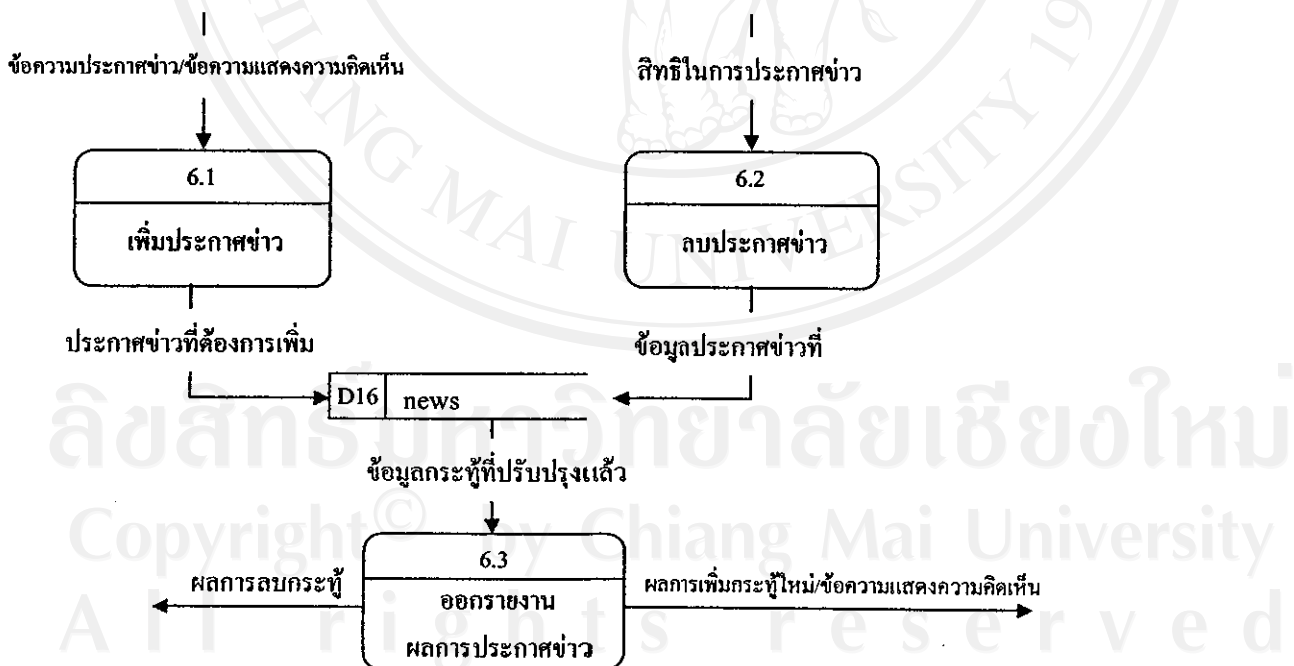 ข้อความประกาศข่าว/ข้อความแสดงความคิดเห็น
สิทธิในการประกาศข่าว
6.1
เพิ่มประกาศข่าว
6.2
ลบประกาศข่าว
ประกาศข่าวที่ต้องการเพิ่ม
ข้อมูลประกาศข่าวที่
D16 news
ข้อมูลกระทู้ที่ปรับปรุงแล้ว
6.3
ออกรายงาน
ผลการประกาศข่าว
ผลการลบกระทู้
ผลการเพิ่มกระทู้ใหม่/ข้อความแสดงความคิดเห็น
ANG MAI UNIVERSITY 19
ลิขสิทธิ์มหาวิทยาลัยเชียงใหม่
Copyright© by Chiang Mai University
All rights reserved